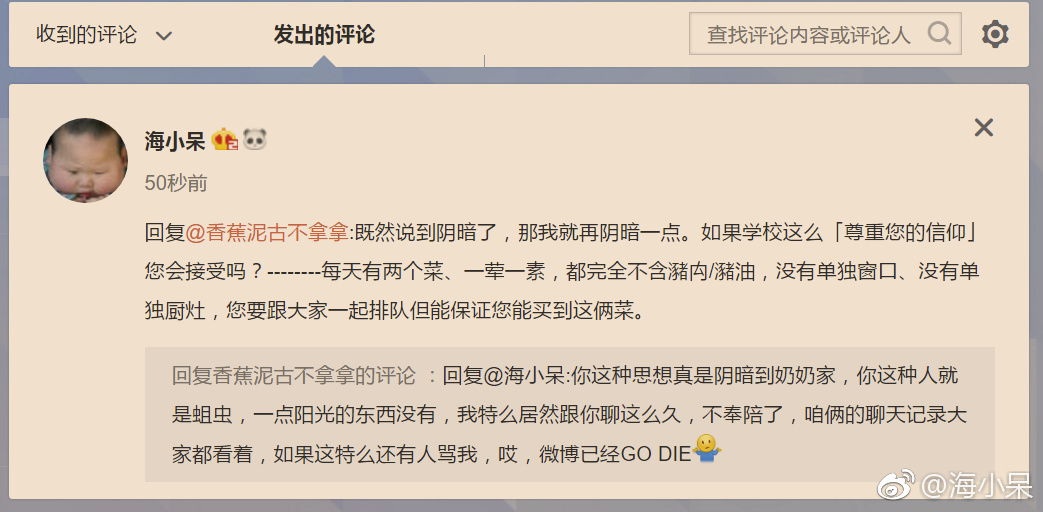 收到的评论
发出的评论
查找评论内容或评论人
海小呆
50秒前
回复@香蕉泥古不拿拿:既然说到阴暗了，那我就再阴暗一点。如果学校这么「尊重您的信仰」
您会接受吗？--------每天有两个菜、一荤一素，都完全不含豬肉/豬油，没有单独窗口、没有单
独厨灶，您要跟大家一起排队但能保证您能买到这俩菜。
回复香蕉泥古不拿拿的评论 ：回复@海小呆:你这种思想真是阴暗到奶奶家，你这种人就
是蛆虫，一点阳光的东西没有，我特么居然跟你聊这么久，不奉陪了，咱俩的聊天记录大
家都看着，如果这特么还有人骂我，哎，微博已经GO DIE
@海小呆